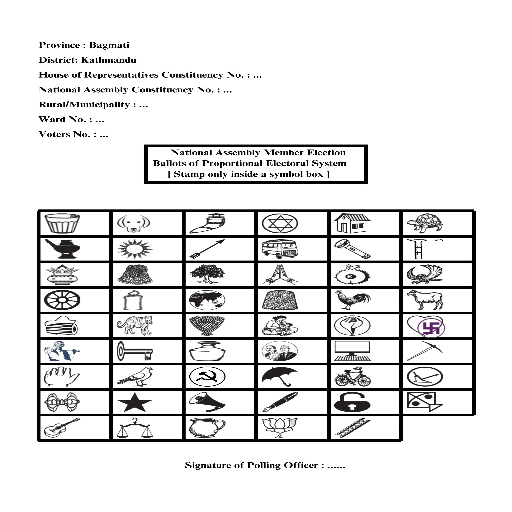 Province : Bagmati
District: Kathmandu
House of Representatives Constituency No. : ...
National Assembly Constituency No. : ...
Rural/Municipality : ...
Ward No. : ...
Voters No. : ...
National Assembly Member Election
Ballots of Proportional Electoral System
[ Stamp only inside a symbol box ]
Signature of Polling Officer : ......